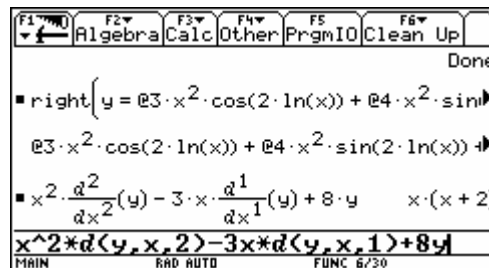 F1 F2 F3 F4 F5 F6
Algebra Calc Other PrgmIO Clean Up
Done
▪ right(y = @3·x²·cos(2·ln(x)) + @4·x²·sin▶
@3·x²·cos(2·ln(x)) + @4·x²·sin(2·ln(x)) +▶
▪ x²·d²/dx²(y) − 3·x·d¹/dx¹(y) + 8·y x·(x + 2
x^2*d(y,x,2)-3x*d(y,x,1)+8y
MAIN RAD AUTO FUNC 6/30